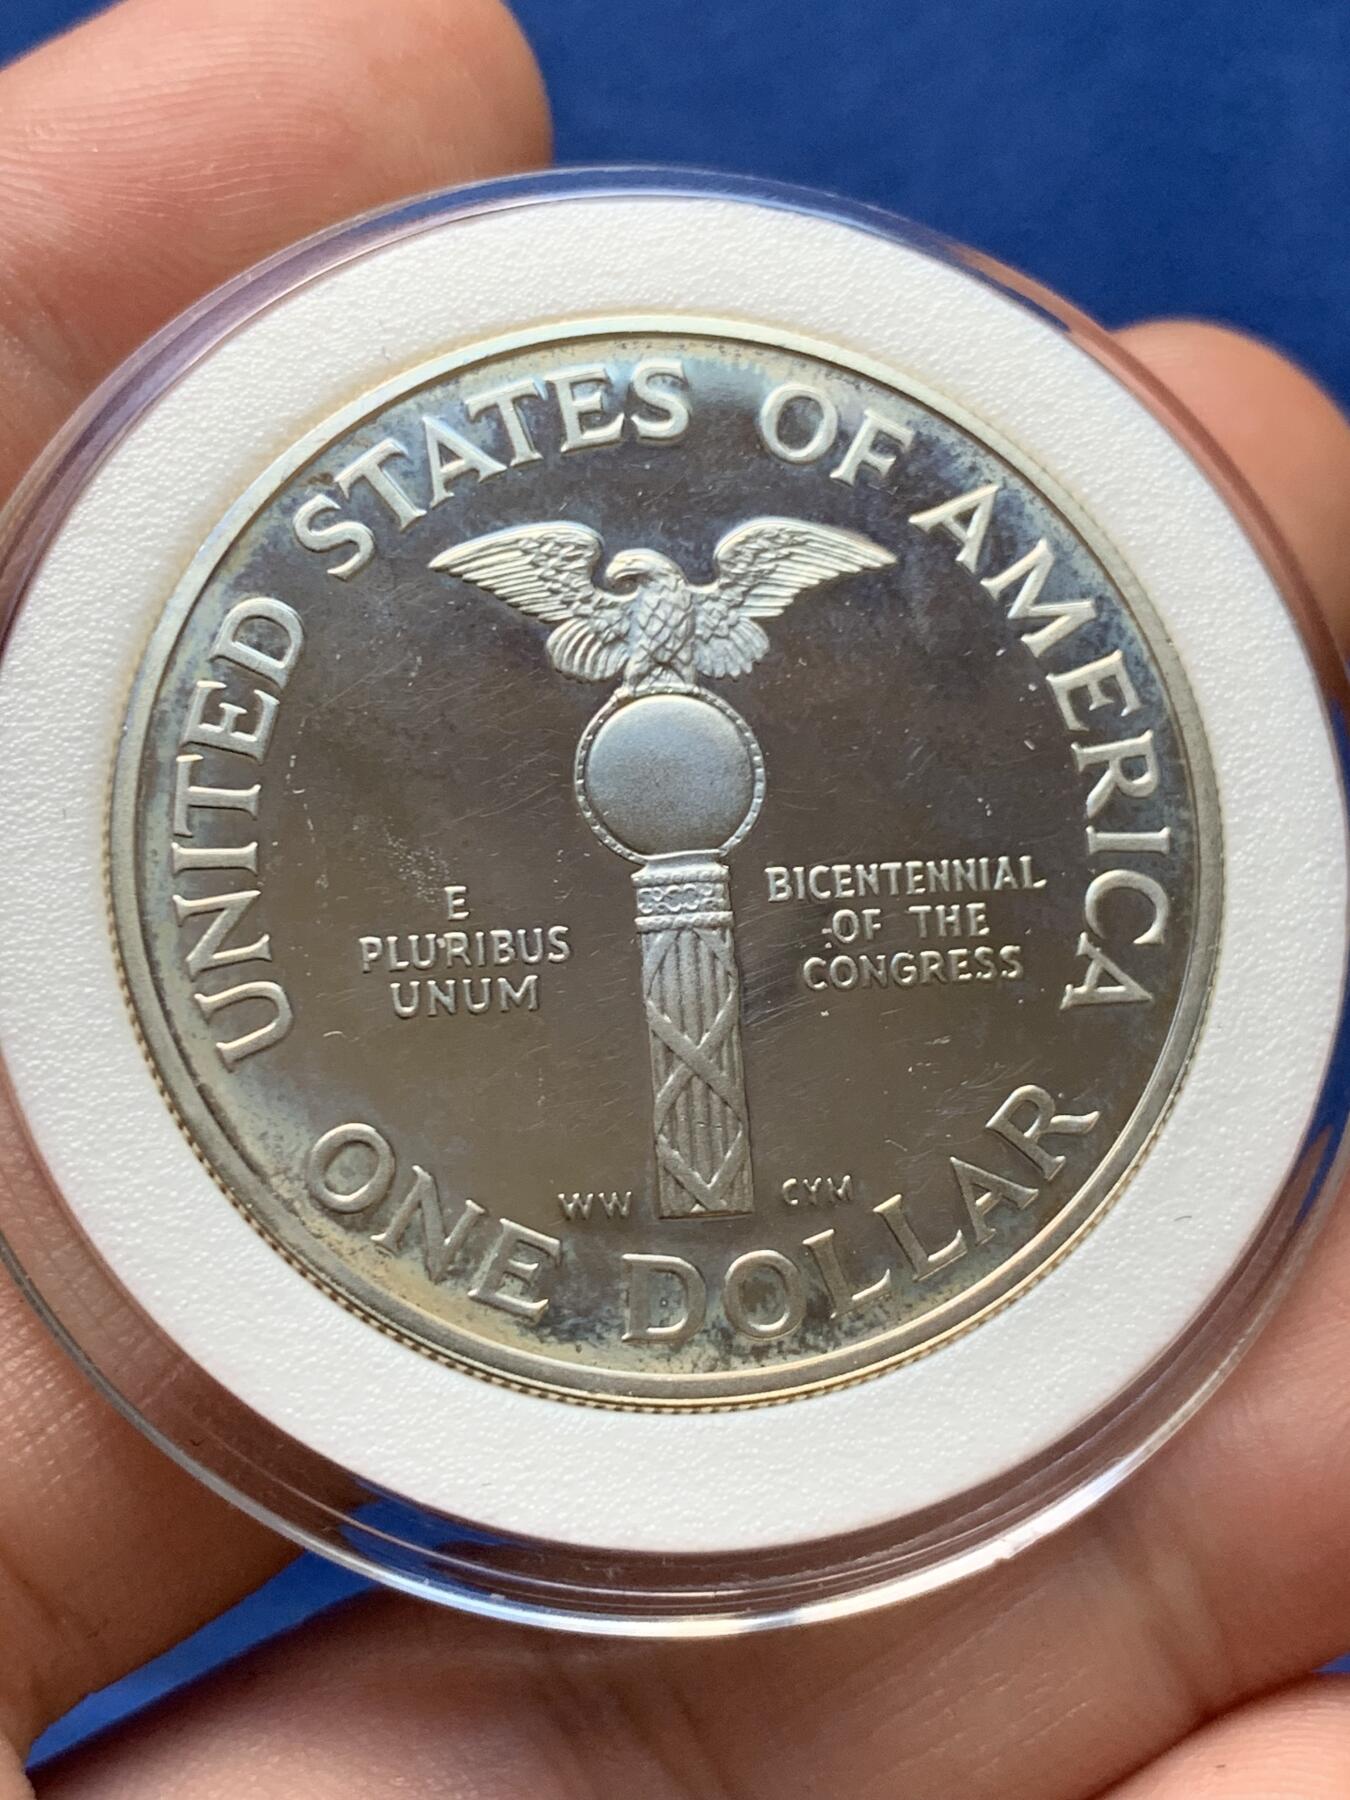 UNITED STATES OF AMERICA
E
PLURIBUS
UNUM
BICENTENNIAL
OF THE
CONGRESS
WW
CYM
ONE DOLLAR